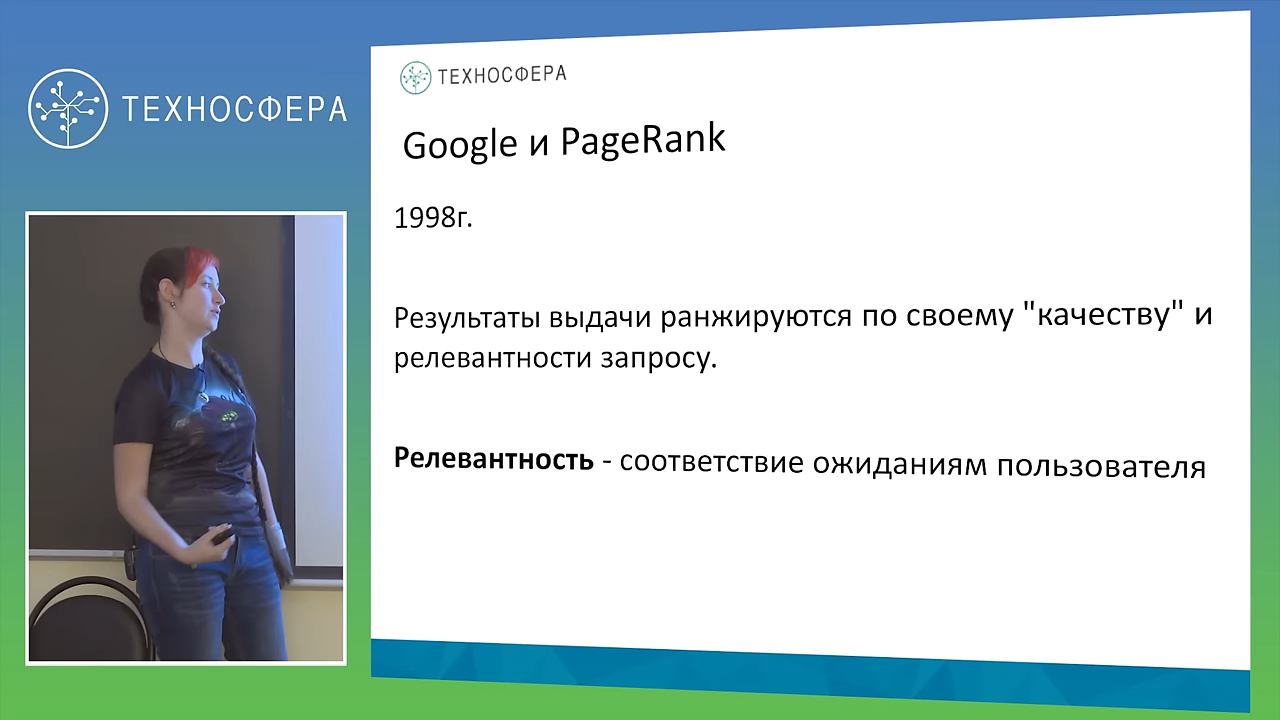 ТЕХНОСФЕРА
ТЕХНОСФЕРА
Google и PageRank
1998г.
Результаты выдачи ранжируются по своему "качеству" и
релевантности запросу.
Релевантность - соответствие ожиданиям пользователя